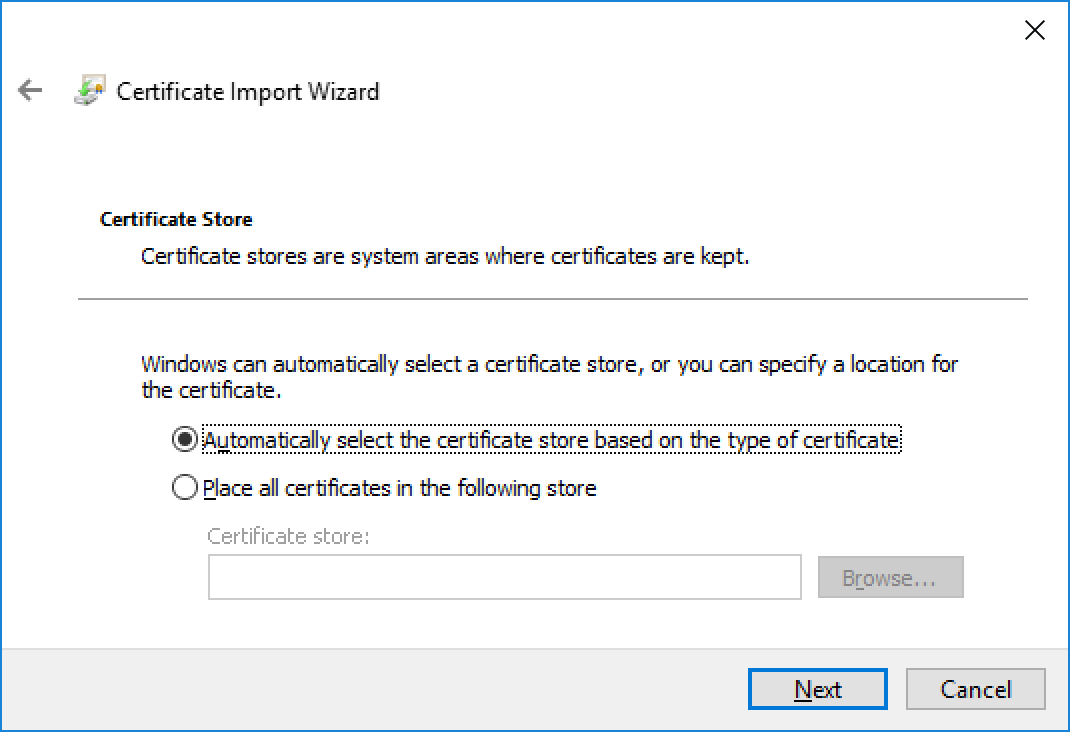 Certificate Import Wizard
Certificate Store
Certificate stores are system areas where certificates are kept.
Windows can automatically select a certificate store, or you can specify a location for
the certificate.
Automatically select the certificate store based on the type of certificate
Place all certificates in the following store
Certificate store:
Browse...
Next
Cancel